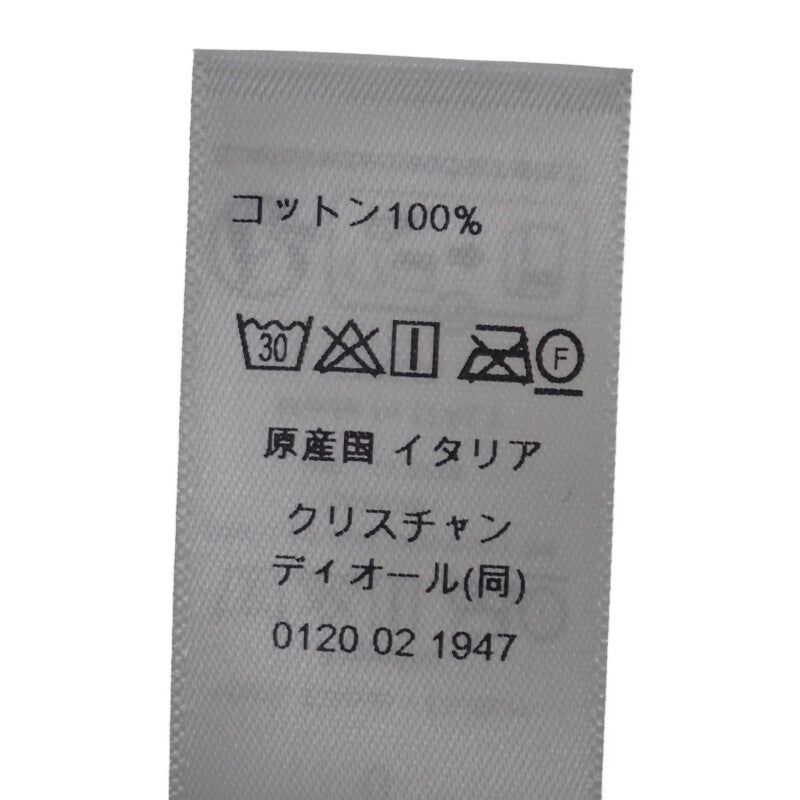 コットン100%
30 F
原産国 イタリア
クリスチャン
ディオール(同)
0120 02 1947